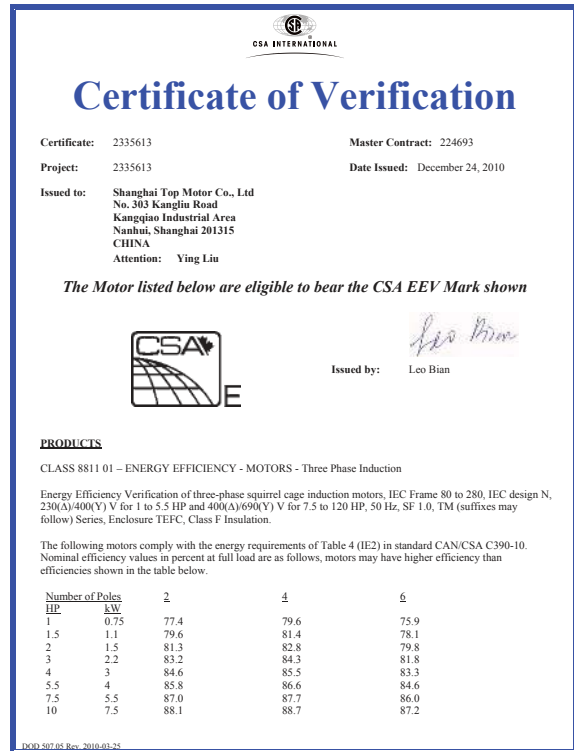 CSA INTERNATIONAL
Certificate of Verification
Certificate: 2335613 Master Contract: 224693
Project: 2335613 Date Issued: December 24, 2010
Issued to: Shanghai Top Motor Co., Ltd
No. 303 Kangliu Road
Kangqiao Industrial Area
Nanhui, Shanghai 201315
CHINA
Attention: Ying Liu
The Motor listed below are eligible to bear the CSA EEV Mark shown
CSA
E
Leo Bian
Issued by: Leo Bian
PRODUCTS
CLASS 8811 01 – ENERGY EFFICIENCY - MOTORS - Three Phase Induction
Energy Efficiency Verification of three-phase squirrel cage induction motors, IEC Frame 80 to 280, IEC design N,
230(Δ)/400(Y) V for 1 to 5.5 HP and 400(Δ)/690(Y) V for 7.5 to 120 HP, 50 Hz, SF 1.0, TM (suffixes may
follow) Series, Enclosure TEFC, Class F Insulation.
The following motors comply with the energy requirements of Table 4 (IE2) in standard CAN/CSA C390-10.
Nominal efficiency values in percent at full load are as follows, motors may have higher efficiency than
efficiencies shown in the table below.
Number of Poles 2 4 6
HP kW
1 0.75 77.4 79.6 75.9
1.5 1.1 79.6 81.4 78.1
2 1.5 81.3 82.8 79.8
3 2.2 83.2 84.3 81.8
4 3 84.6 85.5 83.3
5.5 4 85.8 86.6 84.6
7.5 5.5 87.0 87.7 86.0
10 7.5 88.1 88.7 87.2
DOD 507.05 Rev. 2010-03-25